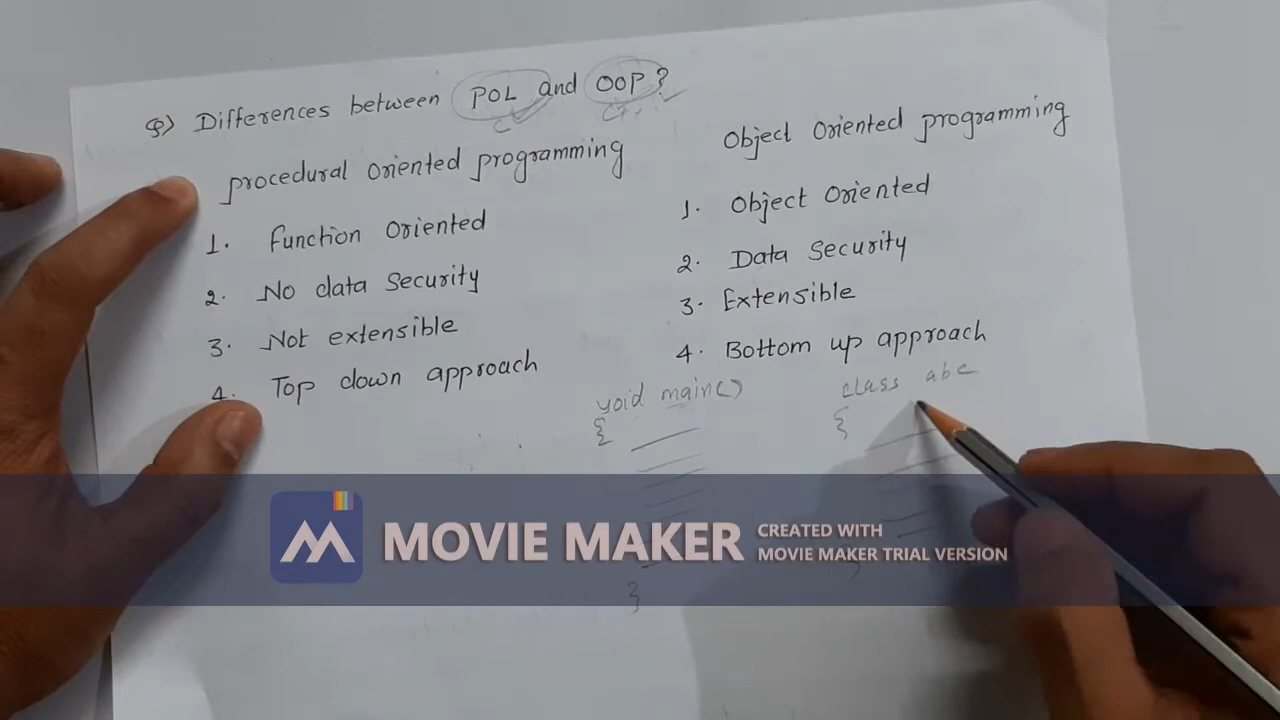 Q) Differences between POL and OOP?
C C++
Procedural Oriented programming
1. Function Oriented
2. No data Security
3. Not extensible
4. Top down approach
Object Oriented programming
1. Object Oriented
2. Data Security
3. Extensible
4. Bottom up approach
void main()
{
}
class abc
{
MOVIE MAKER
CREATED WITH
MOVIE MAKER TRIAL VERSION